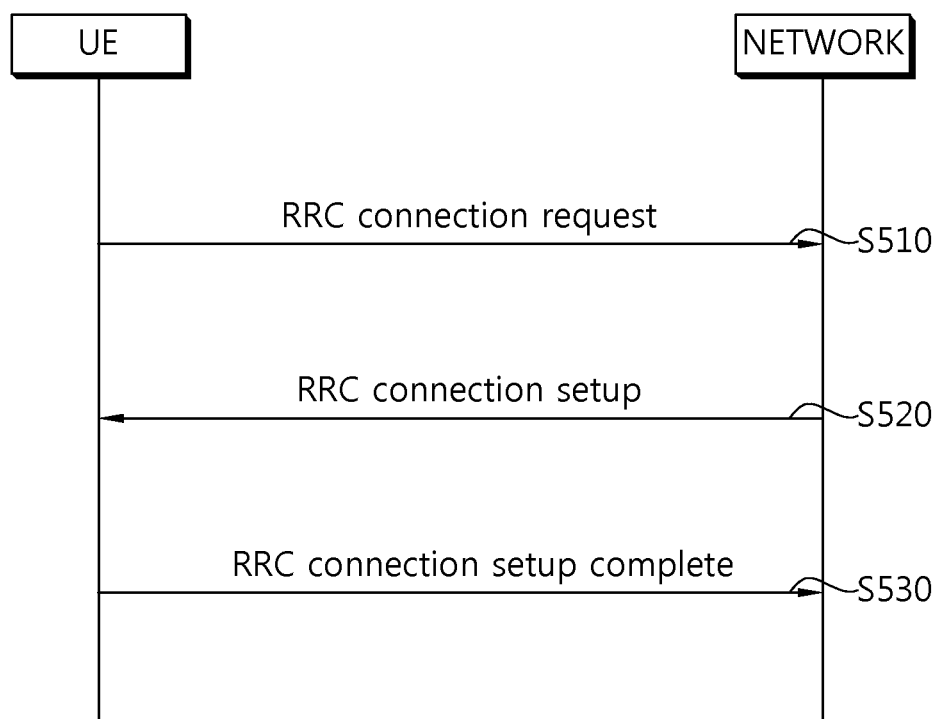 UE
NETWORK
RRC connection request
S510
RRC connection setup
S520
RRC connection setup complete
S530